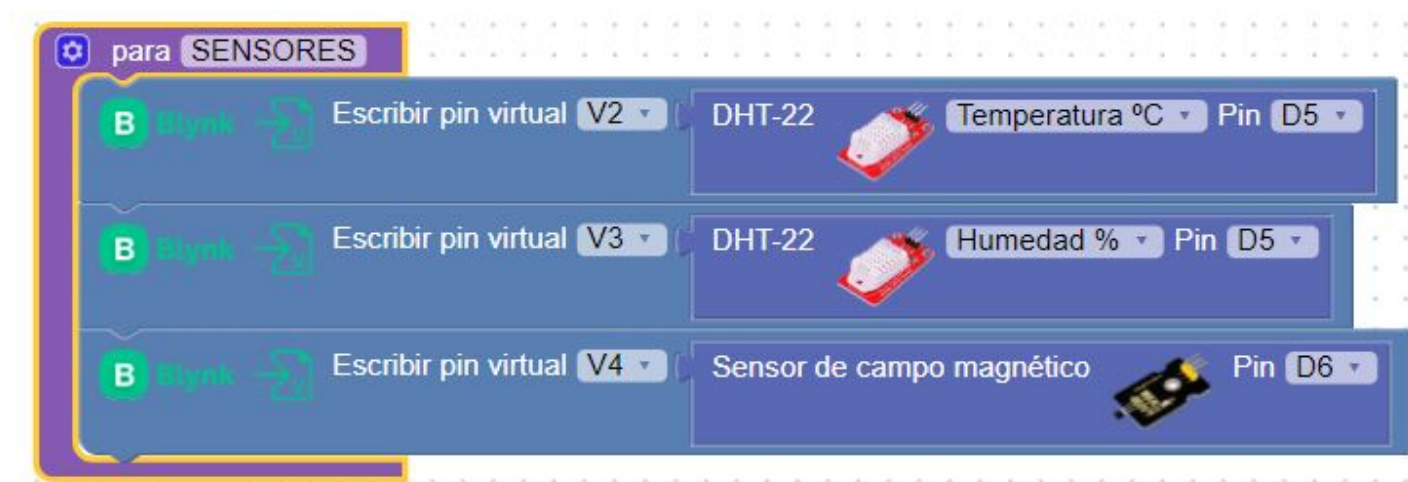 para SENSORES
B Blynk Escribir pin virtual V2 DHT-22 Temperatura ºC Pin D5
B Blynk Escribir pin virtual V3 DHT-22 Humedad % Pin D5
B Blynk Escribir pin virtual V4 Sensor de campo magnético Pin D6